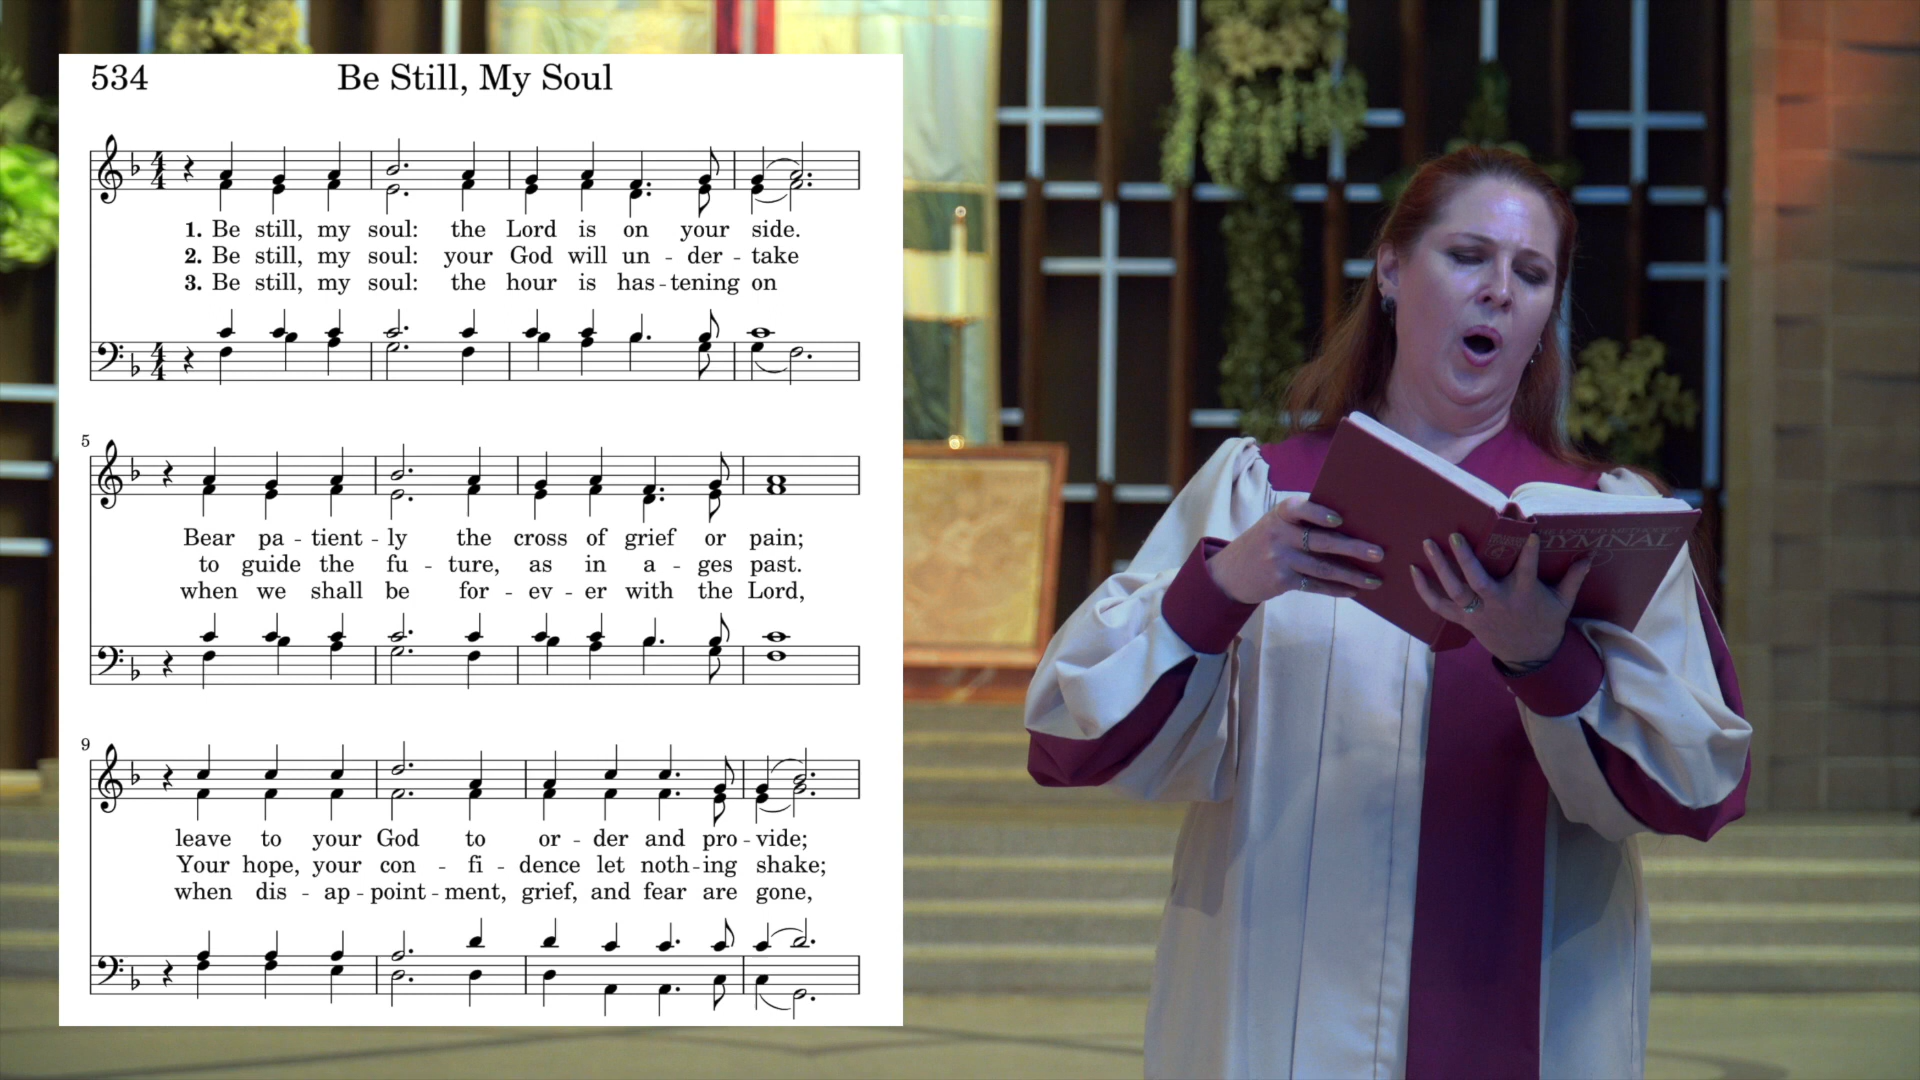 534 Be Still, My Soul
1. Be still, my soul: the Lord is on your side.
2. Be still, my soul: your God will un - der - take
3. Be still, my soul: the hour is has - tening on
5
Bear pa - tient - ly the cross of grief or pain;
to guide the fu - ture, as in a - ges past.
when we shall be for - ev - er with the Lord,
9
leave to your God to or - der and pro - vide;
Your hope, your con - fi - dence let noth - ing shake;
when dis - ap - point - ment, grief, and fear are gone,
THE UNITED METHODIST
HYMNAL